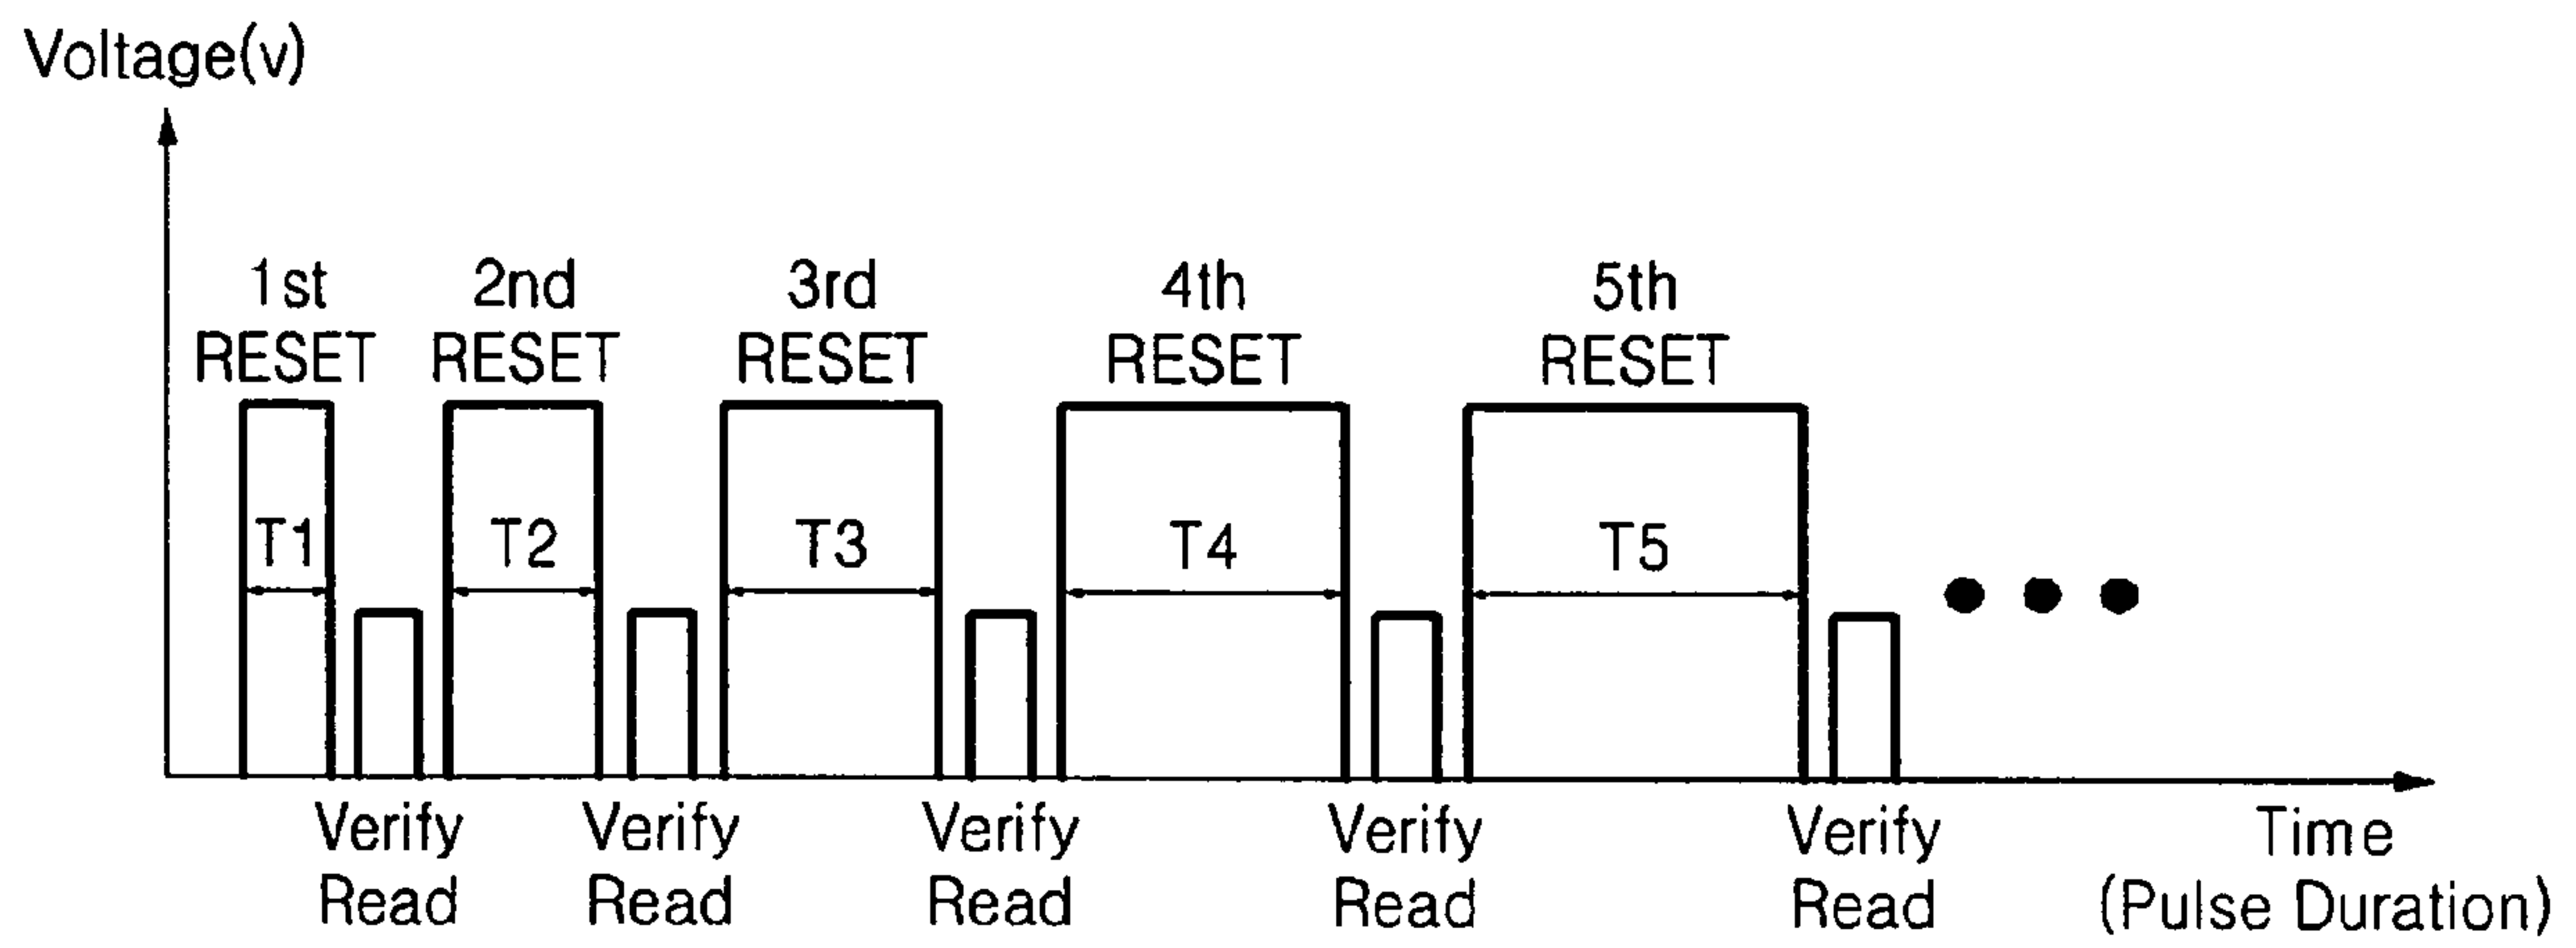 Voltage(v)
1st
RESET
2nd
RESET
3rd
RESET
4th
RESET
5th
RESET
T1
T2
T3
T4
T5
Verify
Read
Verify
Read
Verify
Read
Verify
Read
Verify
Read
Time
(Pulse Duration)